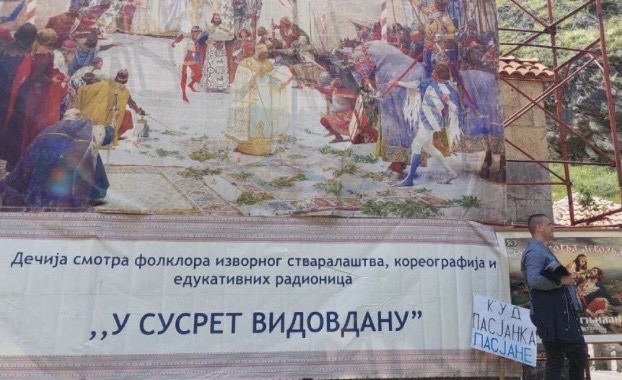 Дечија смотра фолклора изворног стваралаштва, кореографија и
едукативних радионица
,,У СУСРЕТ ВИДОВДАНУ”
КУД
ПАСЈАНКА
ПАСЈАНЕ